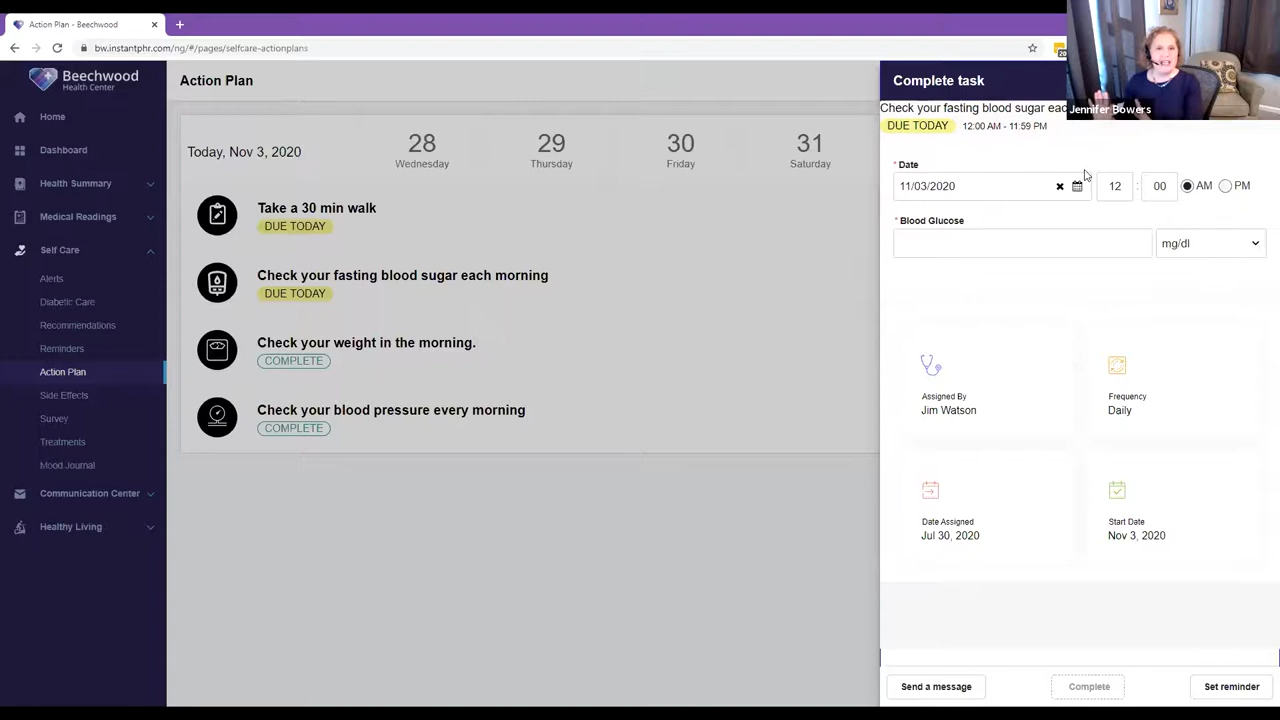 Action Plan - Beechwood
bw.instantphr.com/ng/#/pages/selfcare-actionplans
Beechwood
Health Center
Home
Dashboard
Health Summary
Medical Readings
Self Care
Alerts
Diabetic Care
Recommendations
Reminders
Action Plan
Side Effects
Survey
Treatments
Mood Journal
Communication Center
Healthy Living
Action Plan
Today, Nov 3, 2020
28 29 30 31
Wednesday Thursday Friday Saturday
Take a 30 min walk
DUE TODAY
Check your fasting blood sugar each morning
DUE TODAY
Check your weight in the morning.
COMPLETE
Check your blood pressure every morning
COMPLETE
Complete task
Check your fasting blood sugar eac
DUE TODAY 12:00 AM - 11:59 PM
* Date
11/03/2020 12 : 00 AM PM
* Blood Glucose
mg/dl
Assigned By
Jim Watson
Frequency
Daily
Date Assigned
Jul 30, 2020
Start Date
Nov 3, 2020
Send a message Complete Set reminder
Jennifer Bowers